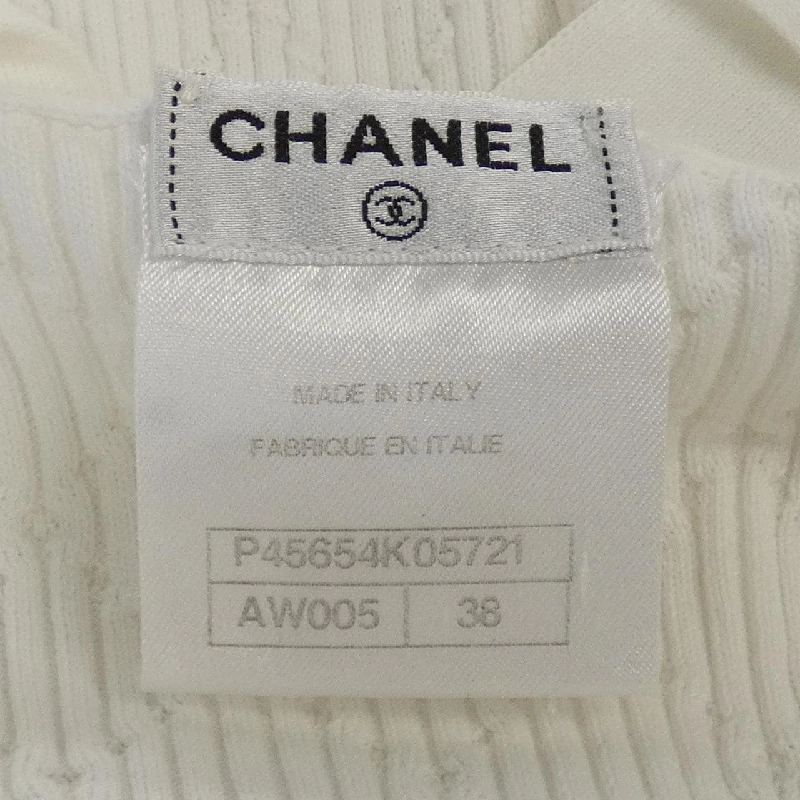 CHANEL
MADE IN ITALY
FABRIQUE EN ITALIE
P45654K05721
AW005 38